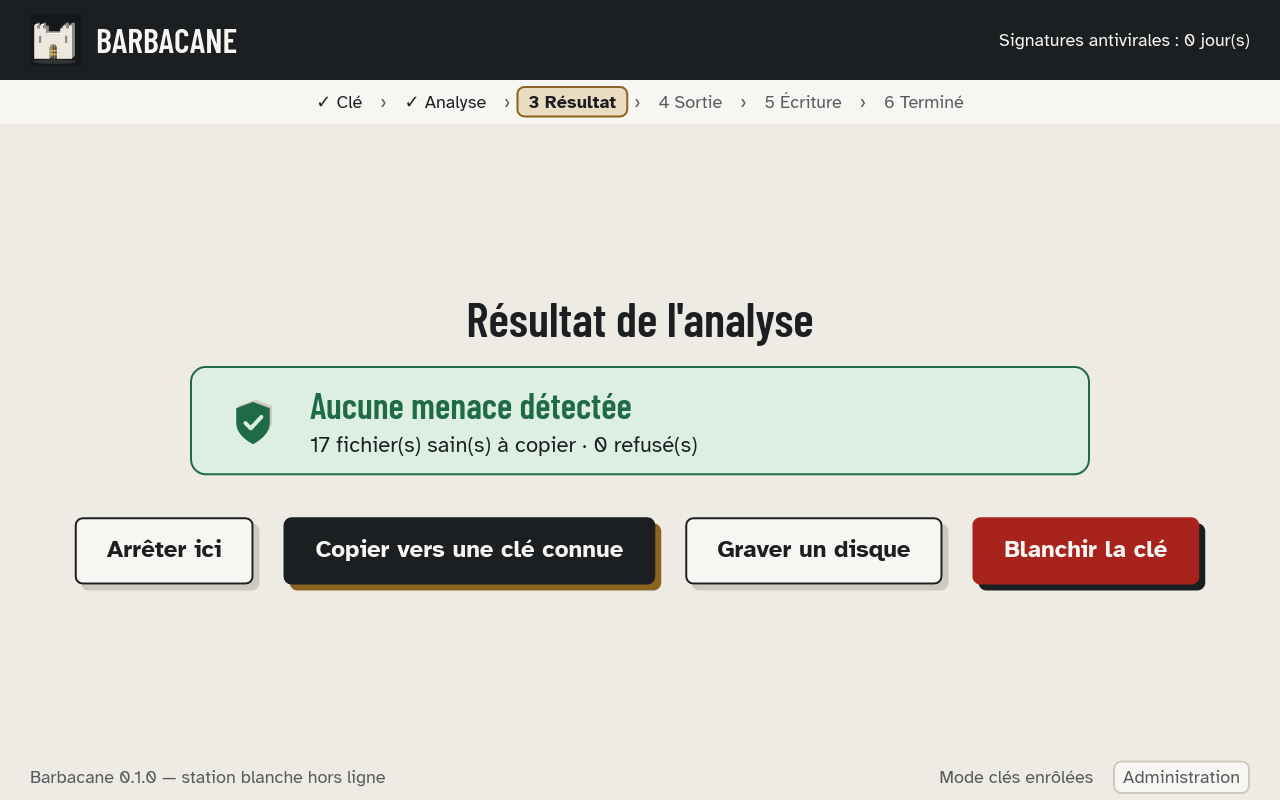 BARBACANE
Signatures antivirales : 0 jour(s)
✓ Clé › ✓ Analyse › 3 Résultat › 4 Sortie › 5 Écriture › 6 Terminé
Résultat de l'analyse
Aucune menace détectée
17 fichier(s) sain(s) à copier · 0 refusé(s)
Arrêter ici
Copier vers une clé connue
Graver un disque
Blanchir la clé
Barbacane 0.1.0 — station blanche hors ligne
Mode clés enrôlées
Administration